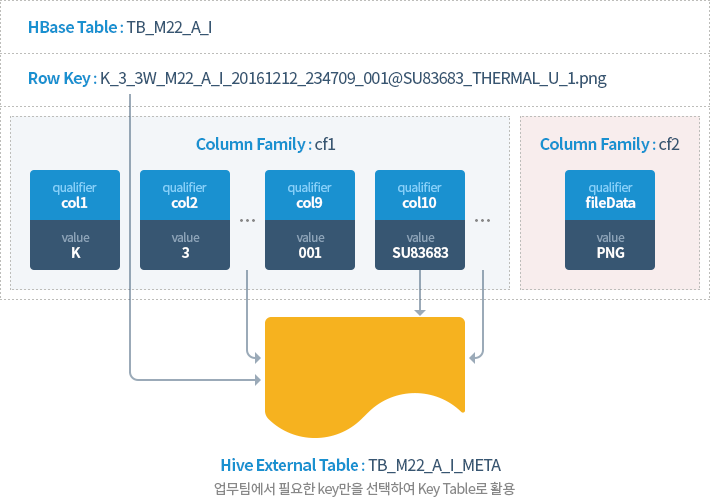 HBase Table : TB_M22_A_I
Row Key : K_3_3W_M22_A_I_20161212_234709_001@SU83683_THERMAL_U_1.png
Column Family : cf1
Column Family : cf2
qualifier
col1
value
K
qualifier
col2
value
3
...
qualifier
col9
value
001
qualifier
col10
value
SU83683
...
qualifier
fileData
value
PNG
Hive External Table : TB_M22_A_I_META
업무팀에서 필요한 key만을 선택하여 Key Table로 활용